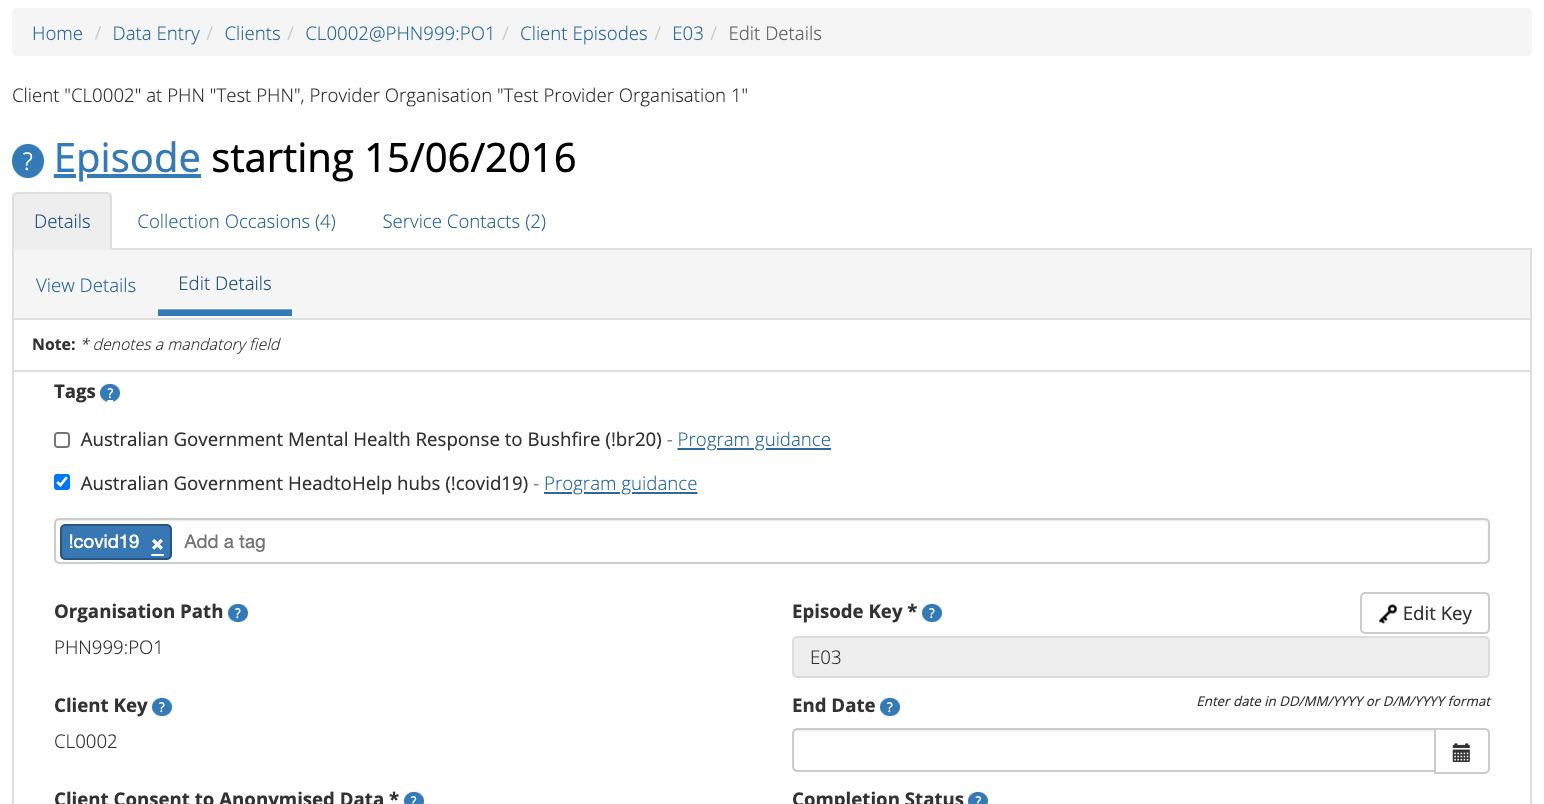 Home / Data Entry / Clients / CL0002@PHN999:PO1 / Client Episodes / E03 / Edit Details
Client "CL0002" at PHN "Test PHN", Provider Organisation "Test Provider Organisation 1"
? Episode starting 15/06/2016
Details Collection Occasions (4) Service Contacts (2)
View Details Edit Details
Note: * denotes a mandatory field
Tags ?
Australian Government Mental Health Response to Bushfire (!br20) - Program guidance
Australian Government HeadtoHelp hubs (!covid19) - Program guidance
!covid19 x Add a tag
Organisation Path ?
PHN999:PO1
Episode Key * ? Edit Key
E03
Client Key ?
CL0002
End Date ? Enter date in DD/MM/YYYY or D/M/YYYY format
Client Consent to Anonymised Data * ?
Completion Status ?